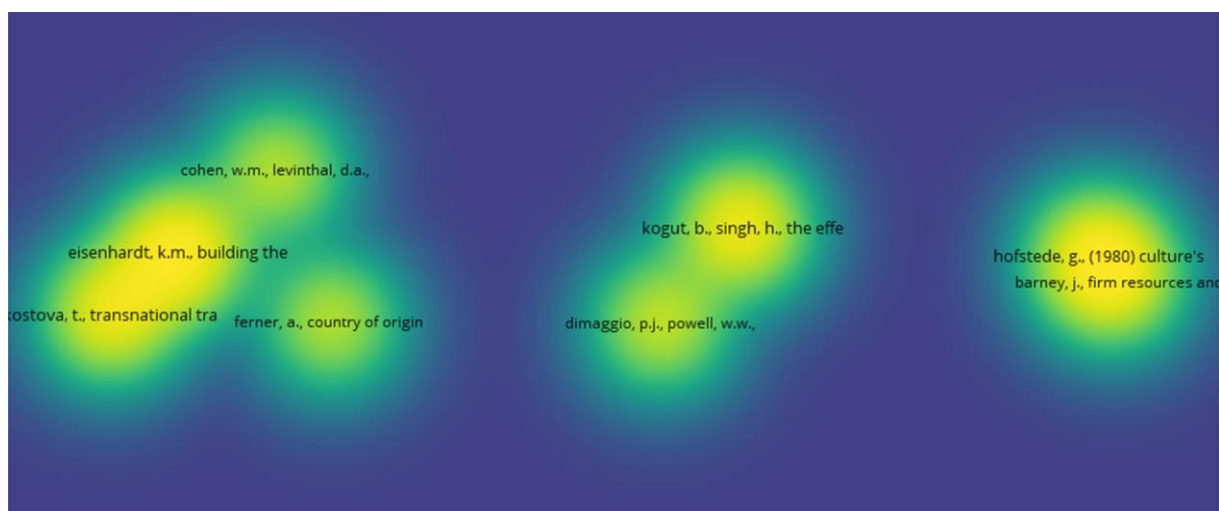 cohen, w.m., levinthal, d.a.,
eisenhardt, k.m., building the
kostova, t., transnational tra
ferner, a., country of origin
kogut, b., singh, h., the effe
dimaggio, p.j., powell, w.w.,
hofstede, g., (1980) culture's
barney, j., firm resources and